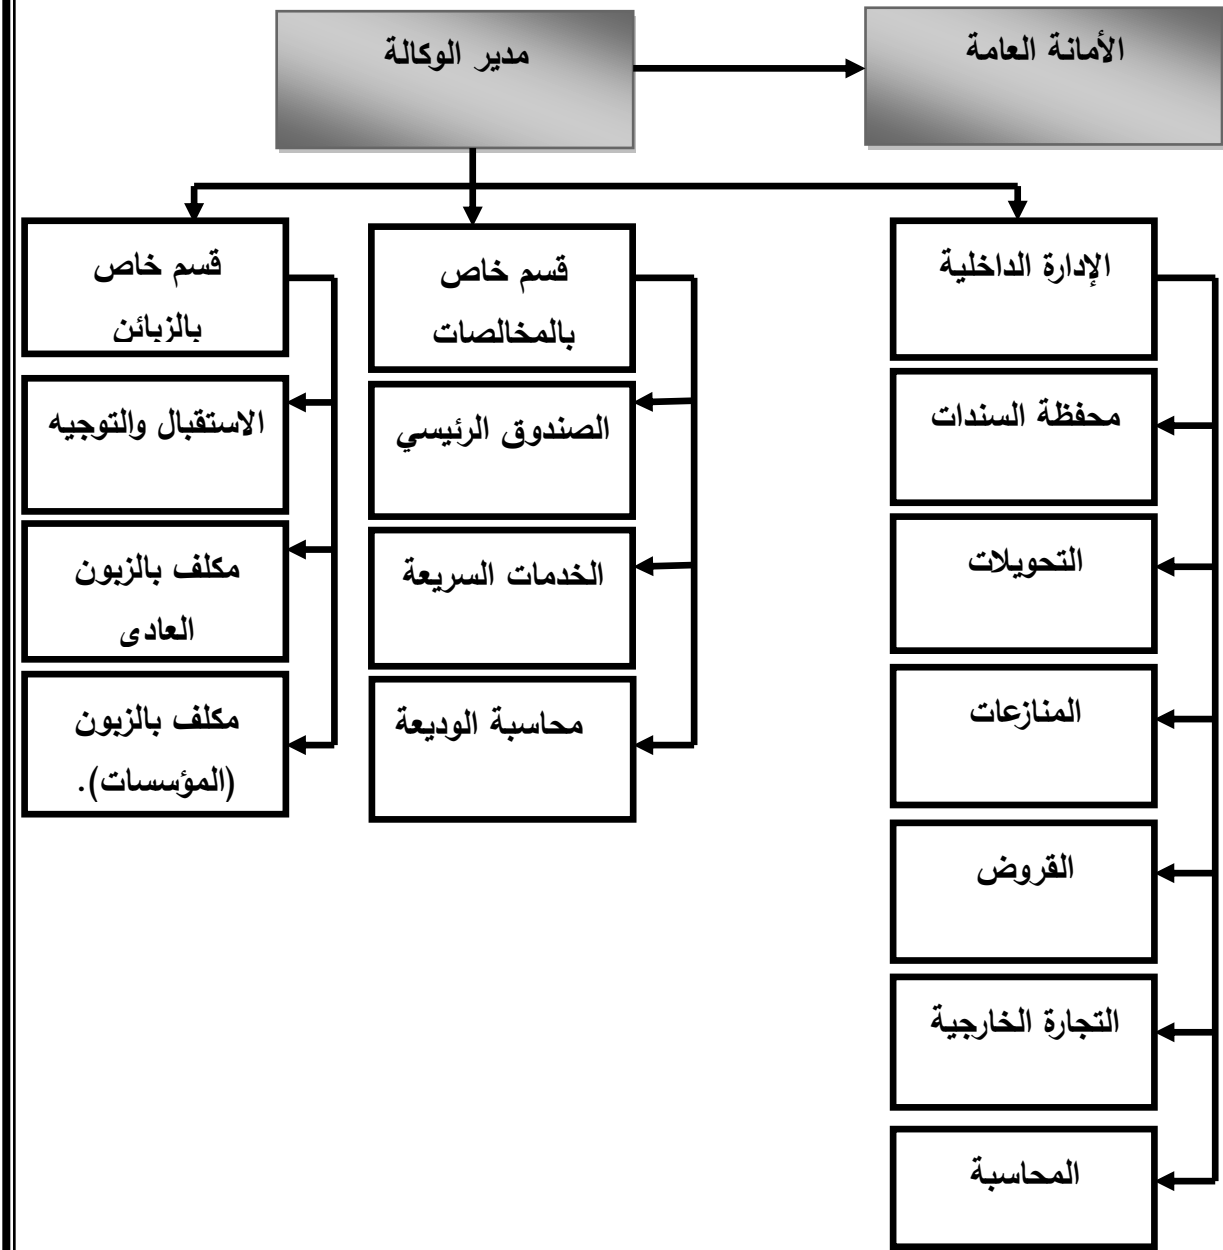 الأمانة العامة
مدير الوكالة
الإدارة الداخلية
محفظة السندات
التحويلات
المنازعات
القروض
التجارة الخارجية
المحاسبة
قسم خاص
بالمخالصات
الصندوق الرئيسي
الخدمات السريعة
محاسبة الوديعة
قسم خاص
بالزبائن
الاستقبال والتوجيه
مكلف بالزبون
العادى
مكلف بالزبون
(المؤسسات).